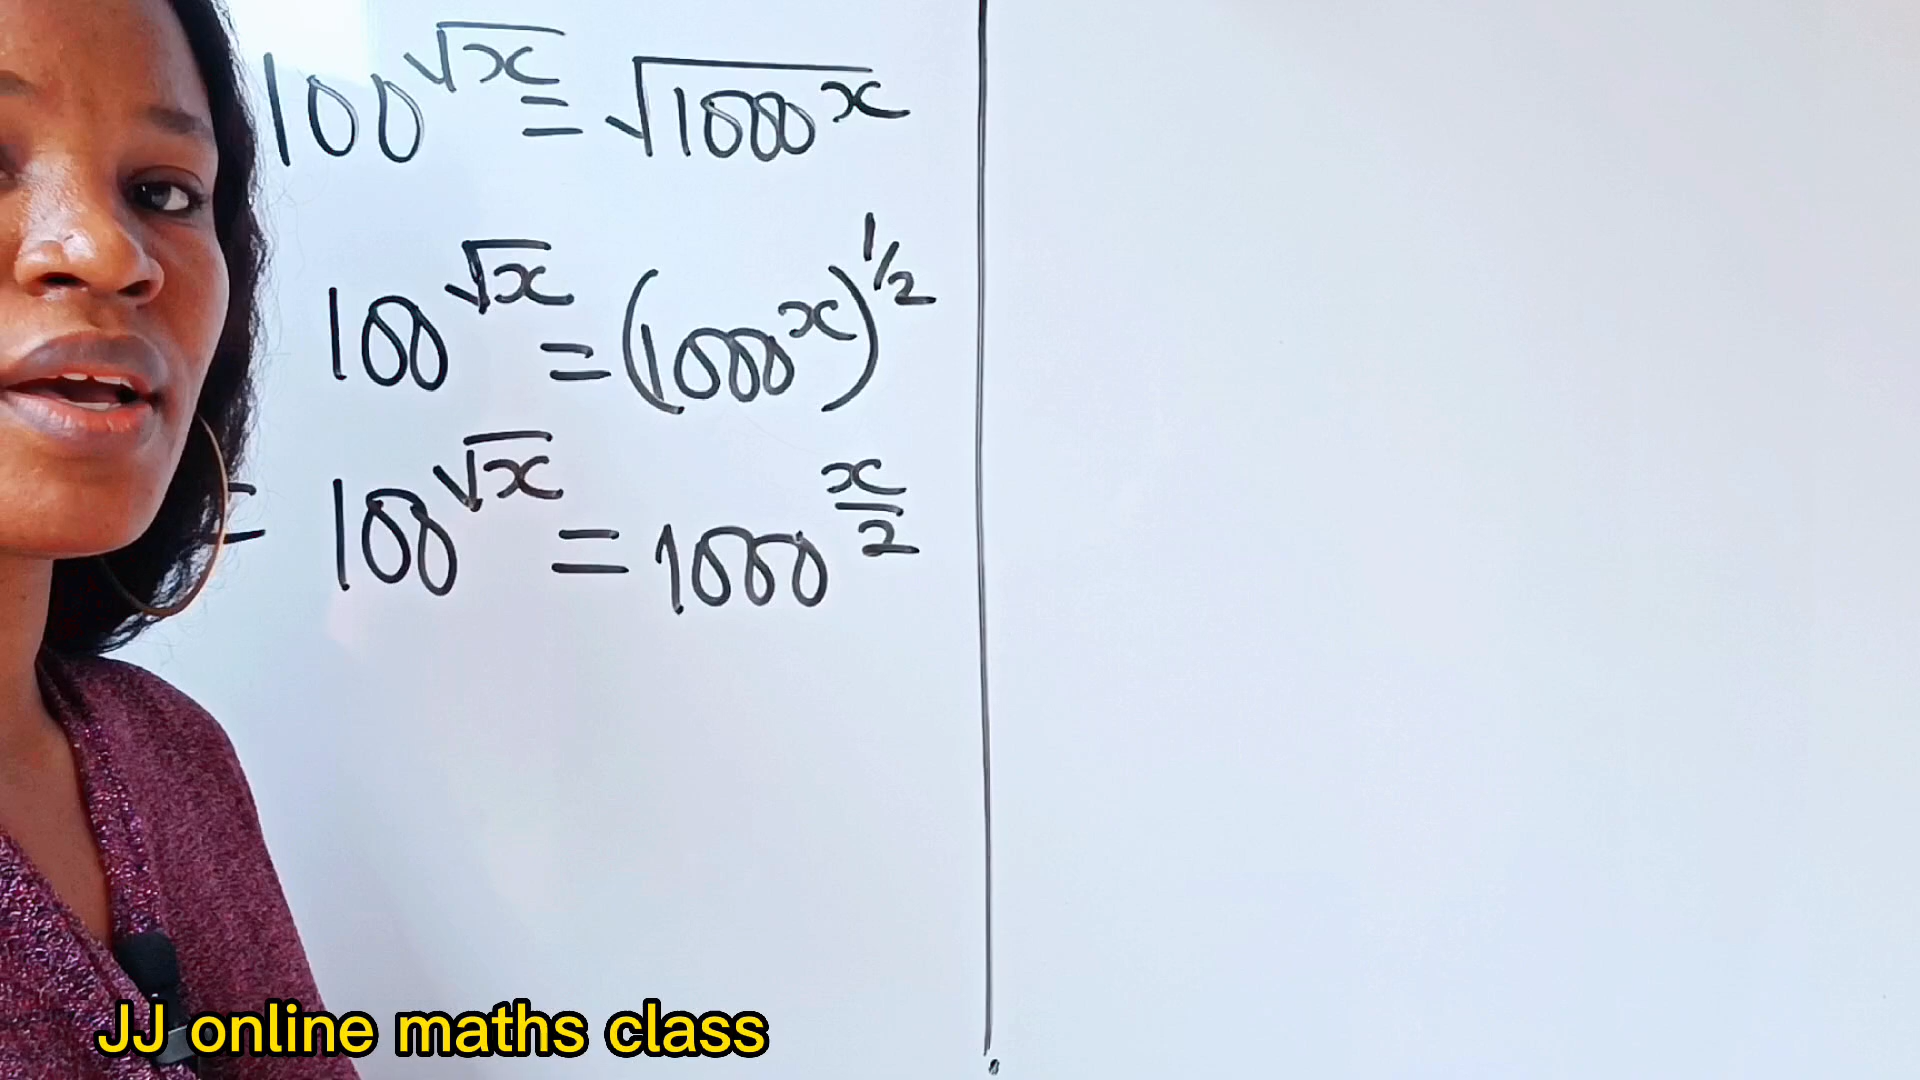 100^√x = √1000^x
100^√x = (1000^x)^1/2
= 100^√x = 1000^x/2
JJ online maths class